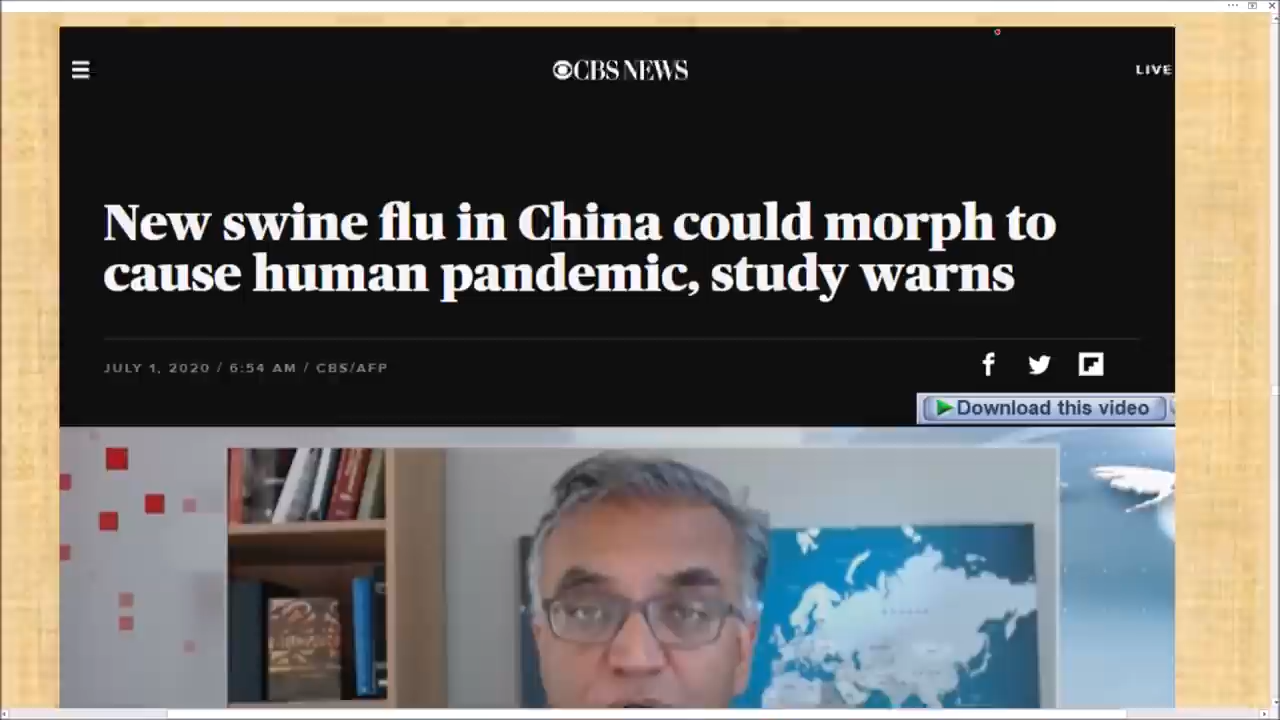 CBS NEWS
LIVE
New swine flu in China could morph to
cause human pandemic, study warns
JULY 1, 2020 / 6:54 AM / CBS/AFP
Download this video